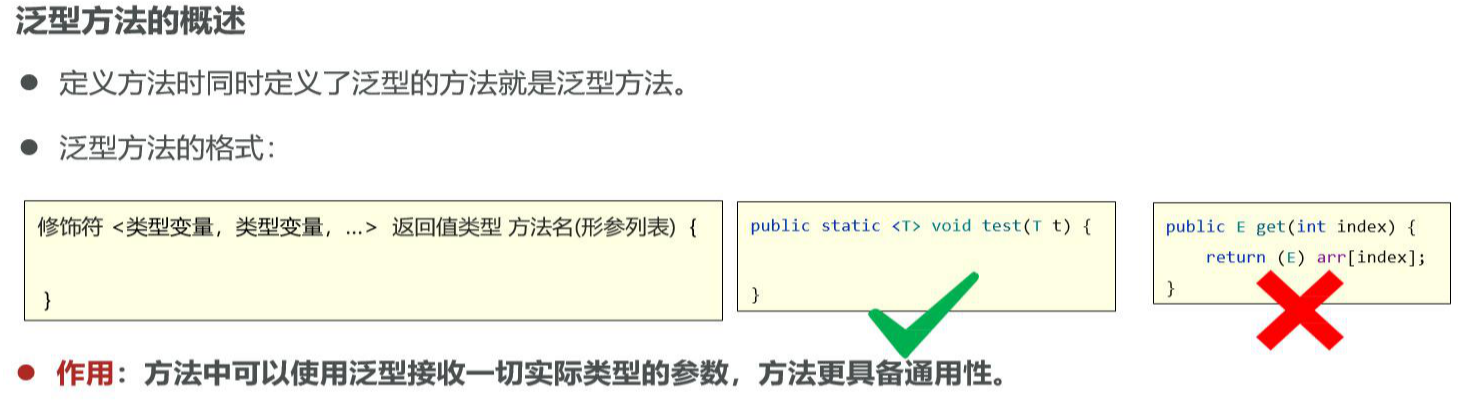 泛型方法的概述
● 定义方法时同时定义了泛型的方法就是泛型方法。
● 泛型方法的格式：
修饰符 <类型变量，类型变量，...> 返回值类型 方法名(形参列表) {
}
public static <T> void test(T t) {
}
public E get(int index) {
return (E) arr[index];
}
● 作用：方法中可以使用泛型接收一切实际类型的参数，方法更具备通用性。